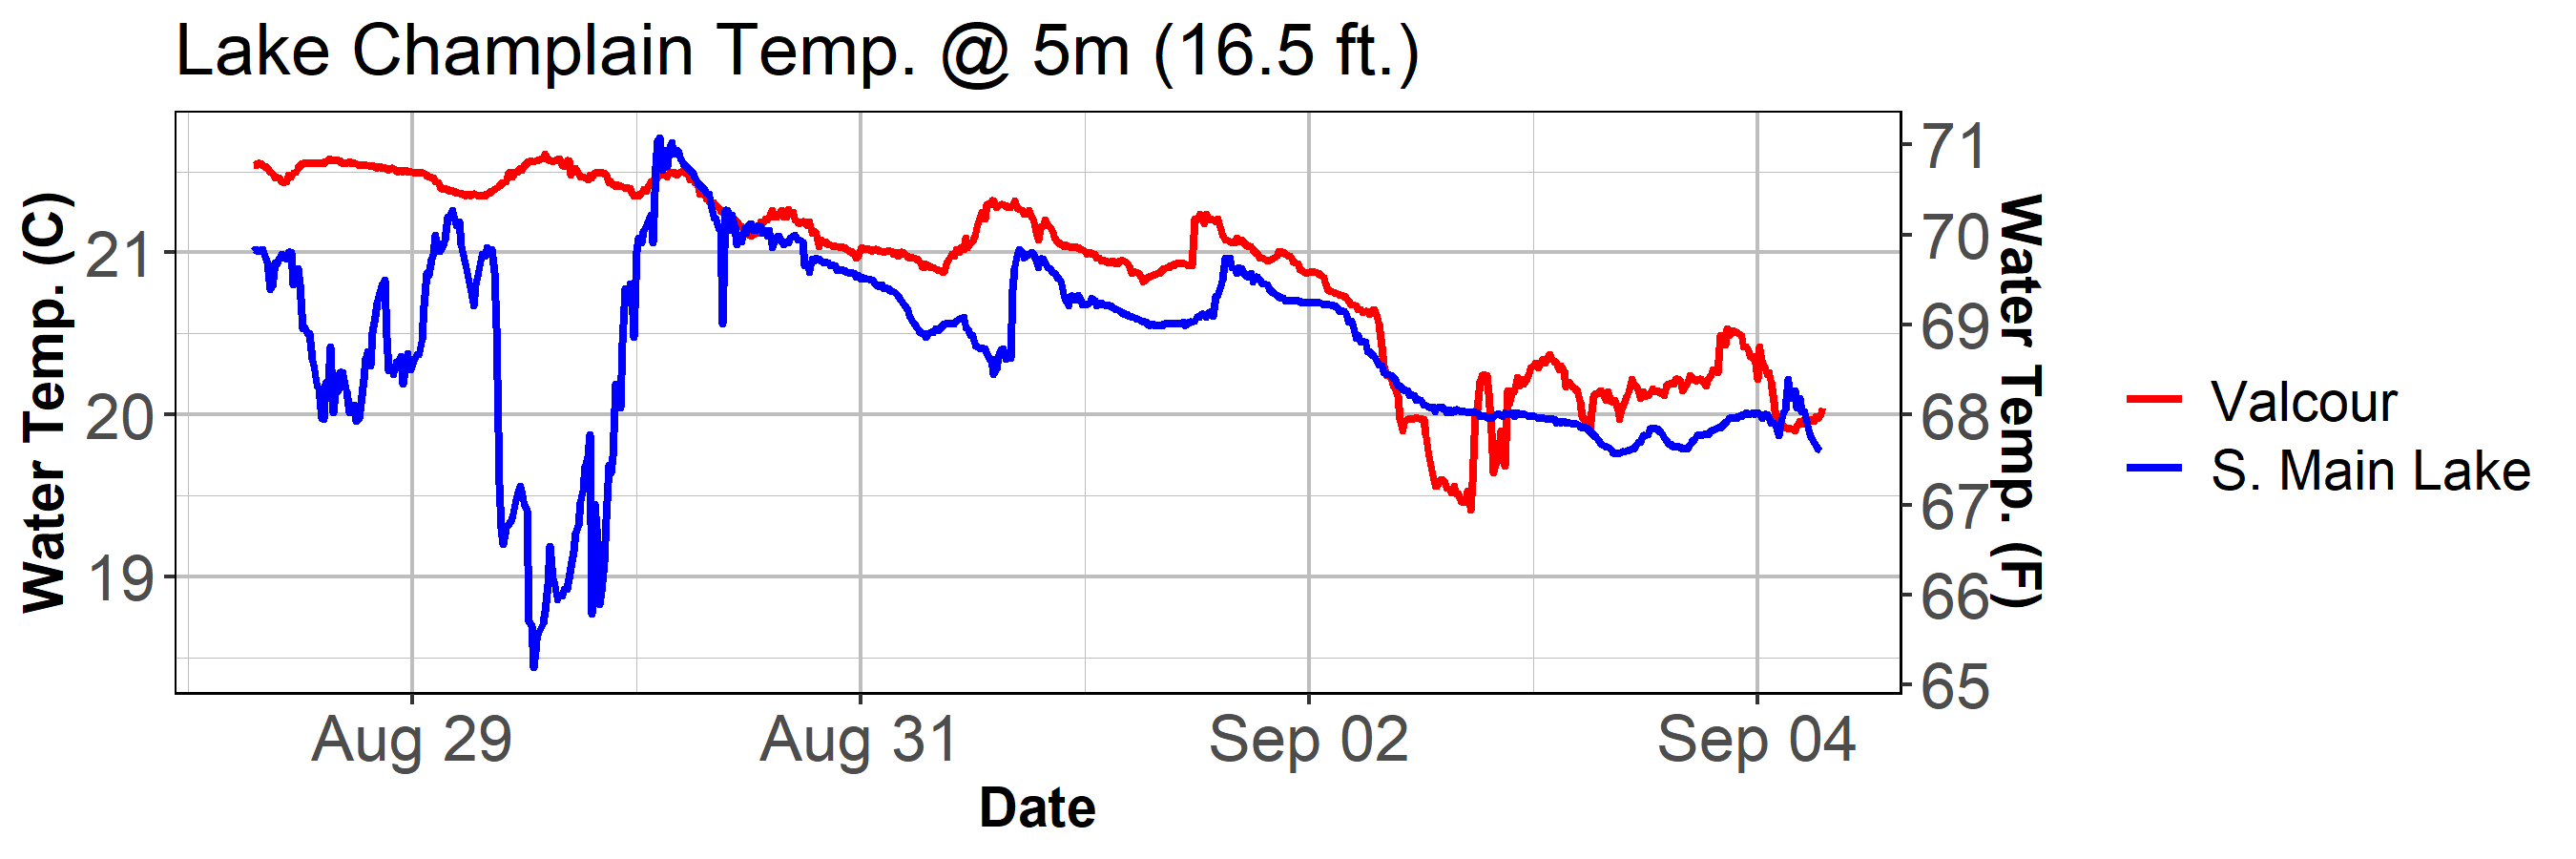 Lake Champlain Temp. @ 5m (16.5 ft.)
Water Temp. (C)
21
20
19
71
70
69
68
67
66
65
Water Temp. (F)
Aug 29 Aug 31 Sep 02 Sep 04
Date
Valcour
S. Main Lake